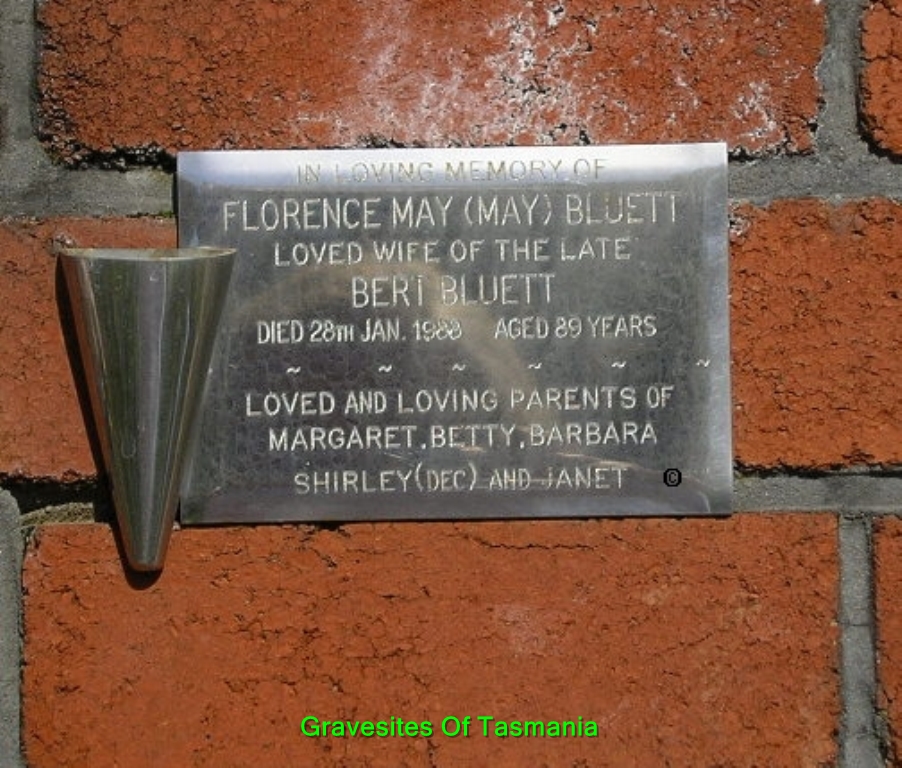 IN LOVING MEMORY OF
FLORENCE MAY (MAY) BLUETT
LOVED WIFE OF THE LATE
BERT BLUETT
DIED 28TH JAN. 1988 AGED 89 YEARS
~ ~ ~ ~ ~ ~
LOVED AND LOVING PARENTS OF
MARGARET, BETTY, BARBARA
SHIRLEY (DEC) AND JANET ©
Gravesites Of Tasmania